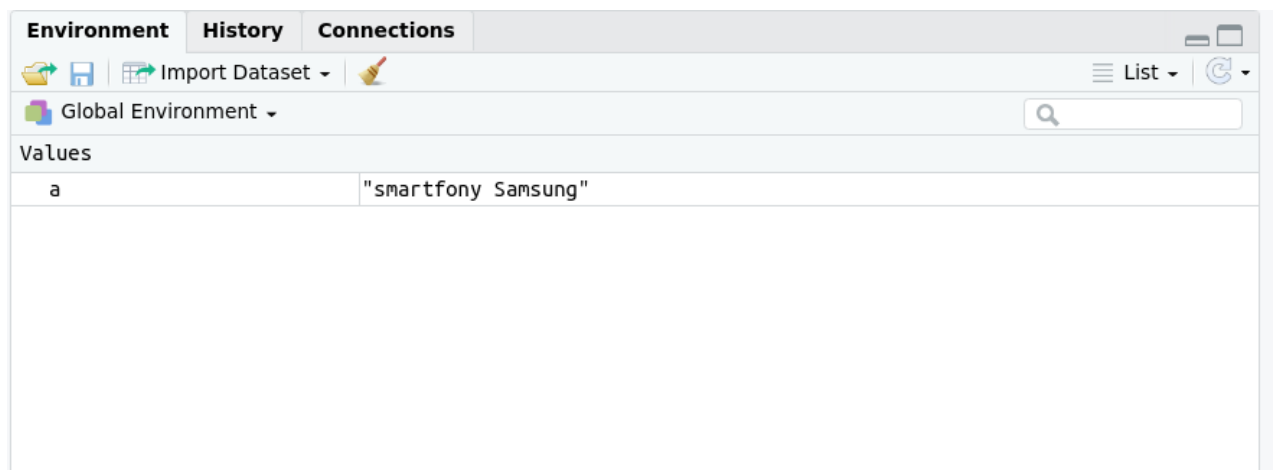 Environment History Connections
Import Dataset List
Global Environment
Values
a "smartfony Samsung"